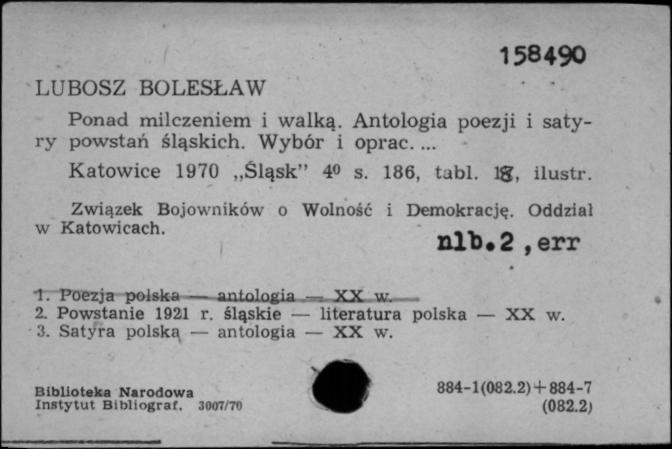 158490
LUBOSZ BOLESŁAW
Ponad milczeniem i walką. Antologia poezji i saty-
ry powstań śląskich. Wybór i oprac. ...
Katowice 1970 „Śląsk” 4⁰ s. 186, tabl. 18, ilustr.
Związek Bojowników o Wolność i Demokrację. Oddział
w Katowicach.
nlb.2, err
1. Poezja polska — antologia — XX w.
2. Powstanie 1921 r. śląskie — literatura polska — XX w.
3. Satyra polska — antologia — XX w.
Biblioteka Narodowa
Instytut Bibliograf. 3007/70
884-1(082.2)+884-7
(082.2)